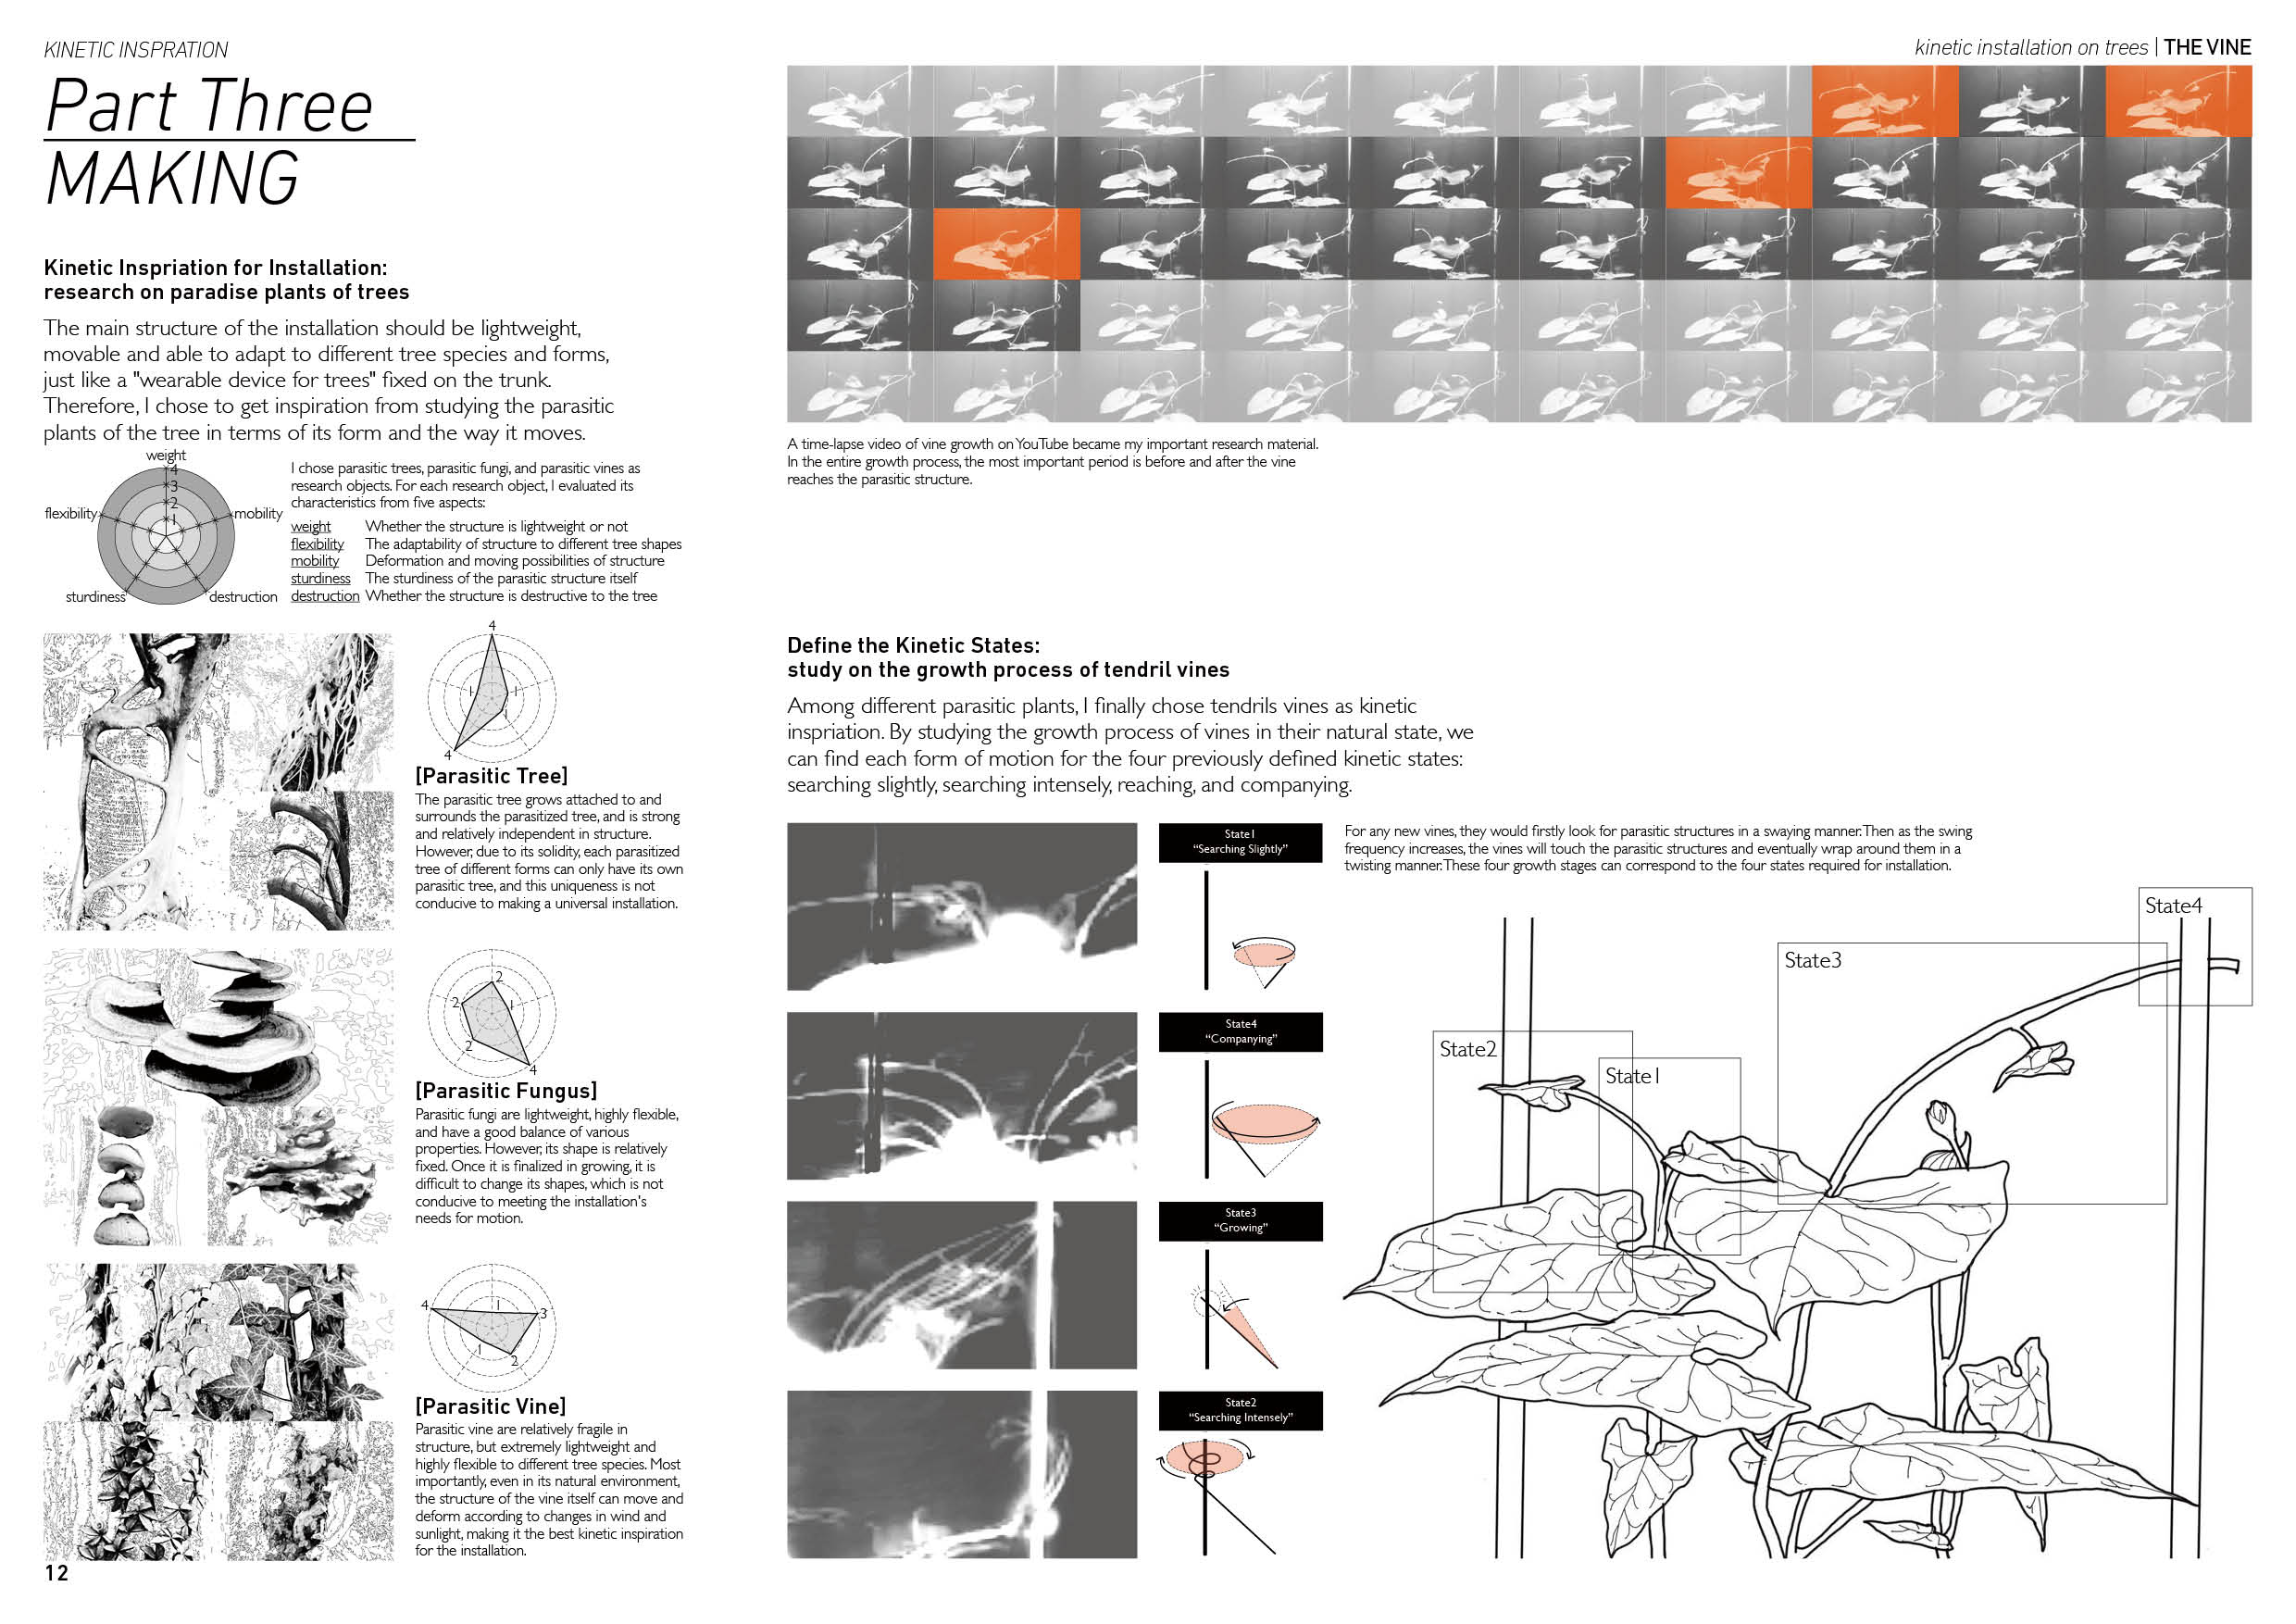 KINETIC INSPRATION
Part Three
MAKING
kinetic installation on trees | THE VINE
Kinetic Inspriation for Installation:
research on paradise plants of trees
The main structure of the installation should be lightweight,
movable and able to adapt to different tree species and forms,
just like a "wearable device for trees" fixed on the trunk.
Therefore, I chose to get inspiration from studying the parasitic
plants of the tree in terms of its form and the way it moves.
weight
4
3
2
1
flexibility
mobility
sturdiness
destruction
I chose parasitic trees, parasitic fungi, and parasitic vines as
research objects. For each research object, I evaluated its
characteristics from five aspects:
weight Whether the structure is lightweight or not
flexibility The adaptability of structure to different tree shapes
mobility Deformation and moving possibilities of structure
sturdiness The sturdiness of the parasitic structure itself
destruction Whether the structure is destructive to the tree
4
1
1
1
4
[Parasitic Tree]
The parasitic tree grows attached to and
surrounds the parasitized tree, and is strong
and relatively independent in structure.
However, due to its solidity, each parasitized
tree of different forms can only have its own
parasitic tree, and this uniqueness is not
conducive to making a universal installation.
2
2
1
2
4
[Parasitic Fungus]
Parasitic fungi are lightweight, highly flexible,
and have a good balance of various
properties. However, its shape is relatively
fixed. Once it is finalized in growing, it is
difficult to change its shapes, which is not
conducive to meeting the installation's
needs for motion.
4
1
3
1
2
[Parasitic Vine]
Parasitic vine are relatively fragile in
structure, but extremely lightweight and
highly flexible to different tree species. Most
importantly, even in its natural environment,
the structure of the vine itself can move and
deform according to changes in wind and
sunlight, making it the best kinetic inspiration
for the installation.
12
A time-lapse video of vine growth on YouTube became my important research material.
In the entire growth process, the most important period is before and after the vine
reaches the parasitic structure.
Define the Kinetic States:
study on the growth process of tendril vines
Among different parasitic plants, I finally chose tendrils vines as kinetic
inspriation. By studying the growth process of vines in their natural state, we
can find each form of motion for the four previously defined kinetic states:
searching slightly, searching intensely, reaching, and companying.
State1
“Searching Slightly”
State4
“Companying”
State3
“Growing”
State2
“Searching Intensely”
For any new vines, they would firstly look for parasitic structures in a swaying manner. Then as the swing
frequency increases, the vines will touch the parasitic structures and eventually wrap around them in a
twisting manner. These four growth stages can correspond to the four states required for installation.
State4
State3
State2
State1